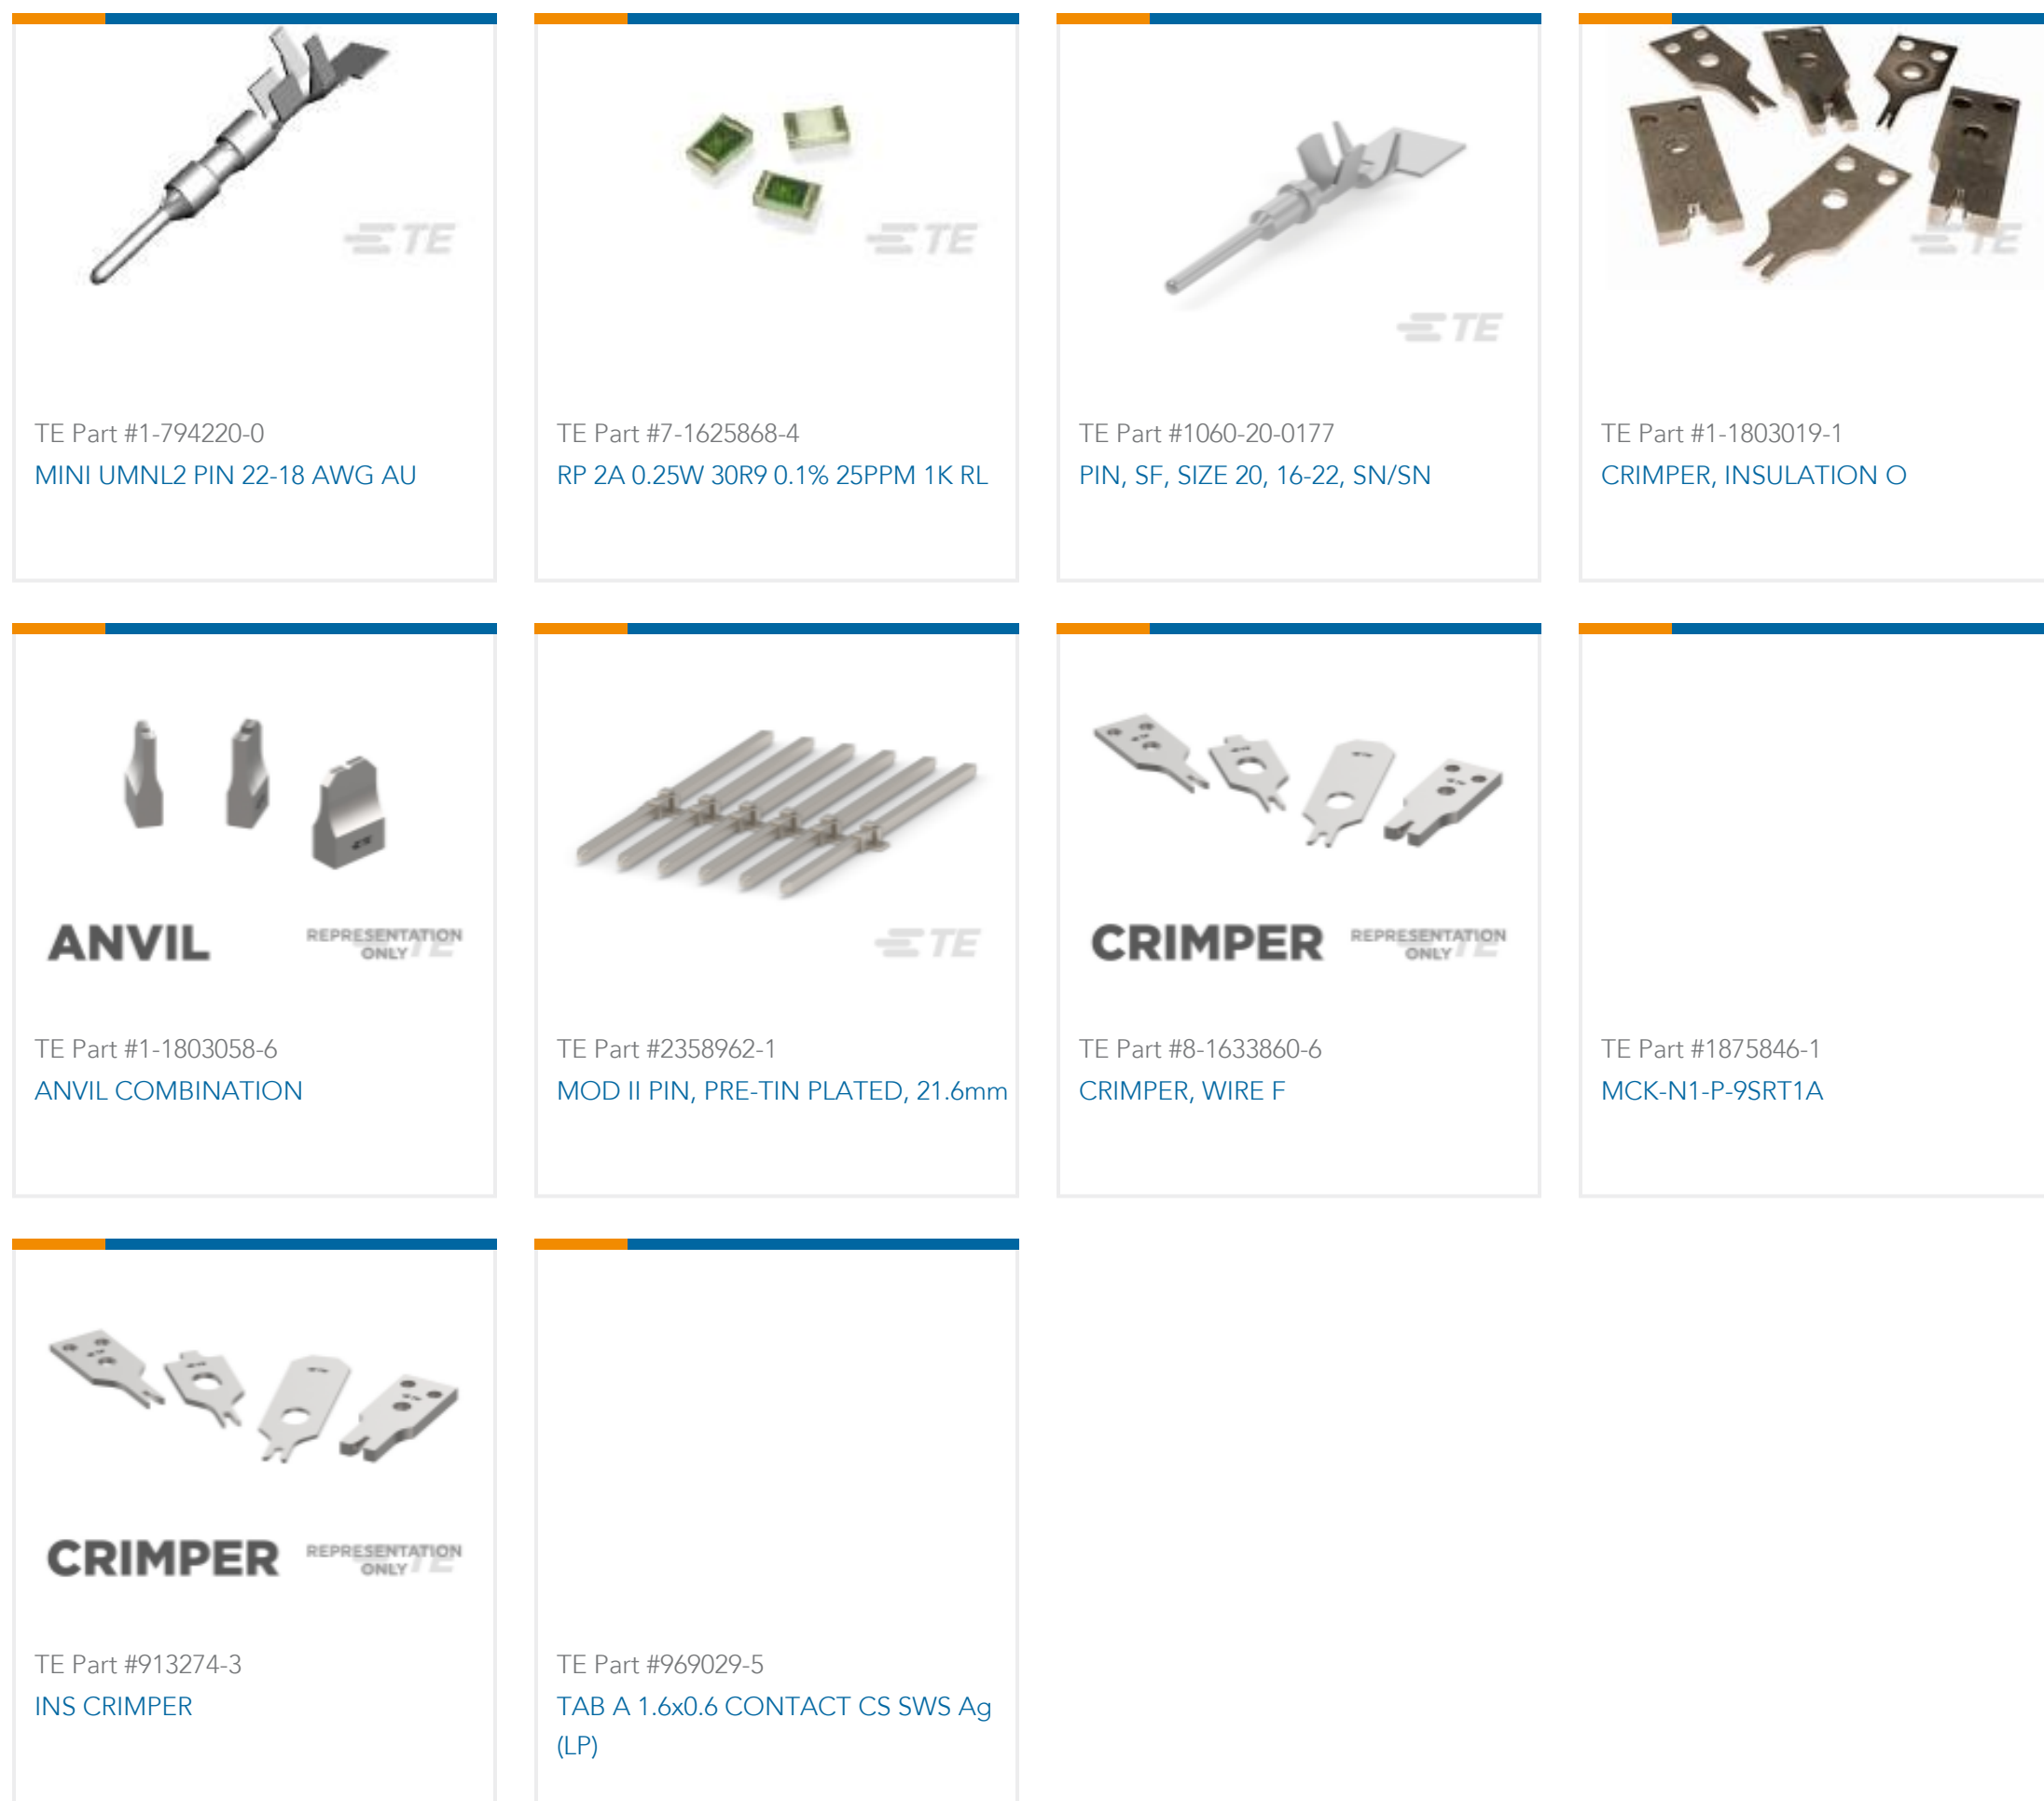 TE
TE
TE
TE
TE Part #1-794220-0
MINI UMNL2 PIN 22-18 AWG AU
TE Part #7-1625868-4
RP 2A 0.25W 30R9 0.1% 25PPM 1K RL
TE Part #1060-20-0177
PIN, SF, SIZE 20, 16-22, SN/SN
TE Part #1-1803019-1
CRIMPER, INSULATION O
ANVIL
REPRESENTATION
ONLY
TE
TE
CRIMPER
REPRESENTATION
ONLY
TE
TE Part #1-1803058-6
ANVIL COMBINATION
TE Part #2358962-1
MOD II PIN, PRE-TIN PLATED, 21.6mm
TE Part #8-1633860-6
CRIMPER, WIRE F
TE Part #1875846-1
MCK-N1-P-9SRT1A
CRIMPER
REPRESENTATION
ONLY
TE
TE Part #913274-3
INS CRIMPER
TE Part #969029-5
TAB A 1.6x0.6 CONTACT CS SWS Ag
(LP)